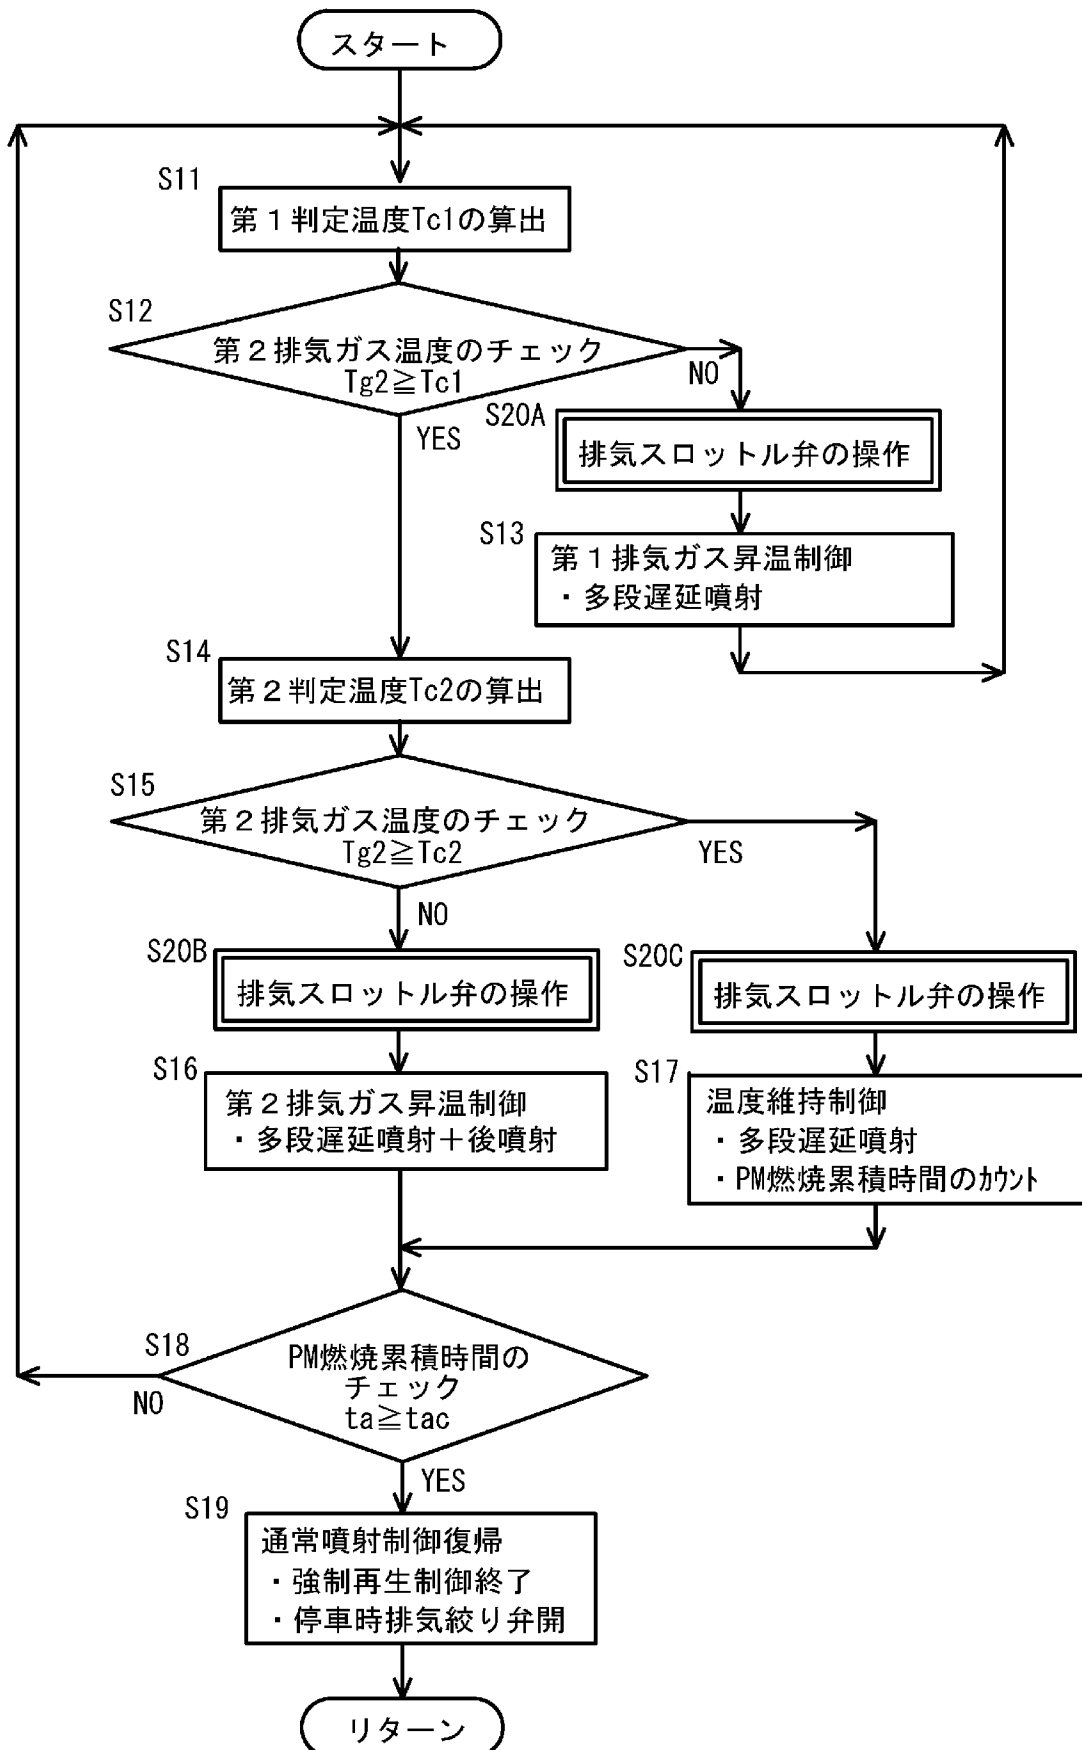 スタート
S11
第１判定温度Tc1の算出
S12
第２排気ガス温度のチェック
Tg2≧Tc1
NO
YES
S20A
排気スロットル弁の操作
S13
第１排気ガス昇温制御
・多段遅延噴射
S14
第２判定温度Tc2の算出
S15
第２排気ガス温度のチェック
Tg2≧Tc2
YES
NO
S20B
排気スロットル弁の操作
S20C
排気スロットル弁の操作
S16
第２排気ガス昇温制御
・多段遅延噴射＋後噴射
S17
温度維持制御
・多段遅延噴射
・PM燃焼累積時間のｶｳﾝﾄ
S18
PM燃焼累積時間の
チェック
ta≧tac
NO
YES
S19
通常噴射制御復帰
・強制再生制御終了
・停車時排気絞り弁開
リターン